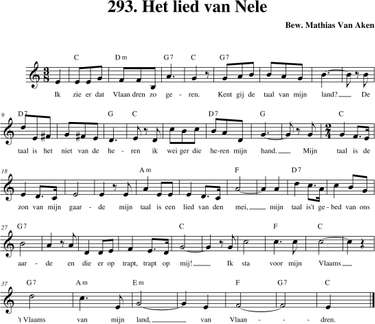 293. Het lied van Nele
Bew. Mathias Van Aken
C Dm G7 C G7 C G7
Ik zie er dat Vlaan dren zo ge- ren. Kent gij de taal van mijn land? De
9 D7 G7 G C D7 G G7
taal is het niet van de he- ren ik wei ger die he-ren mijn hand. Mijn taal is de
18 Am C F D7
zon van mijn gaar- de mijn taal is een lied van den mei, mijn taal is't gebed van ons
27 G7 C F C
aar- de en die er op trapt, trapt op mij! Ik sta voor mijn Vlaams
37 G7 Am Em G7 F C
't Vlaams van mijn land, van Vlaan- dren.